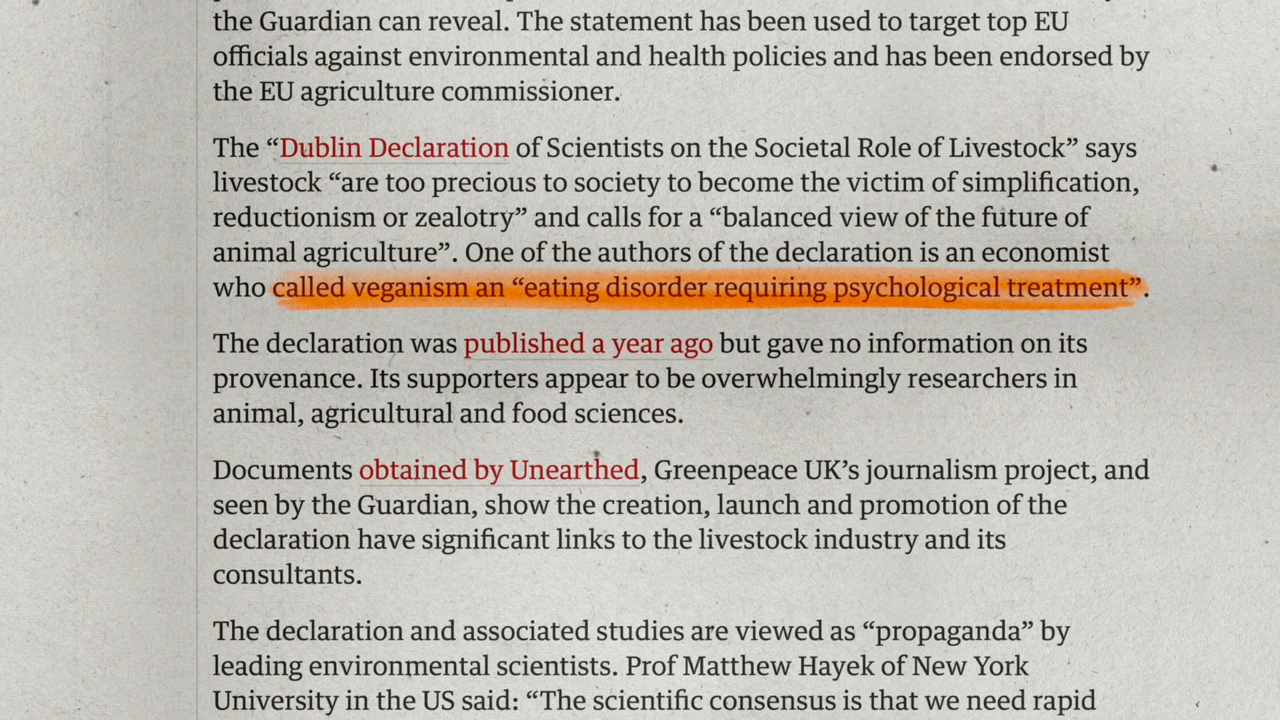 the Guardian can reveal. The statement has been used to target top EU
officials against environmental and health policies and has been endorsed by
the EU agriculture commissioner.
The “Dublin Declaration of Scientists on the Societal Role of Livestock” says
livestock “are too precious to society to become the victim of simplification,
reductionism or zealotry” and calls for a “balanced view of the future of
animal agriculture”. One of the authors of the declaration is an economist
who called veganism an “eating disorder requiring psychological treatment”.
The declaration was published a year ago but gave no information on its
provenance. Its supporters appear to be overwhelmingly researchers in
animal, agricultural and food sciences.
Documents obtained by Unearthed, Greenpeace UK’s journalism project, and
seen by the Guardian, show the creation, launch and promotion of the
declaration have significant links to the livestock industry and its
consultants.
The declaration and associated studies are viewed as “propaganda” by
leading environmental scientists. Prof Matthew Hayek of New York
University in the US said: “The scientific consensus is that we need rapid